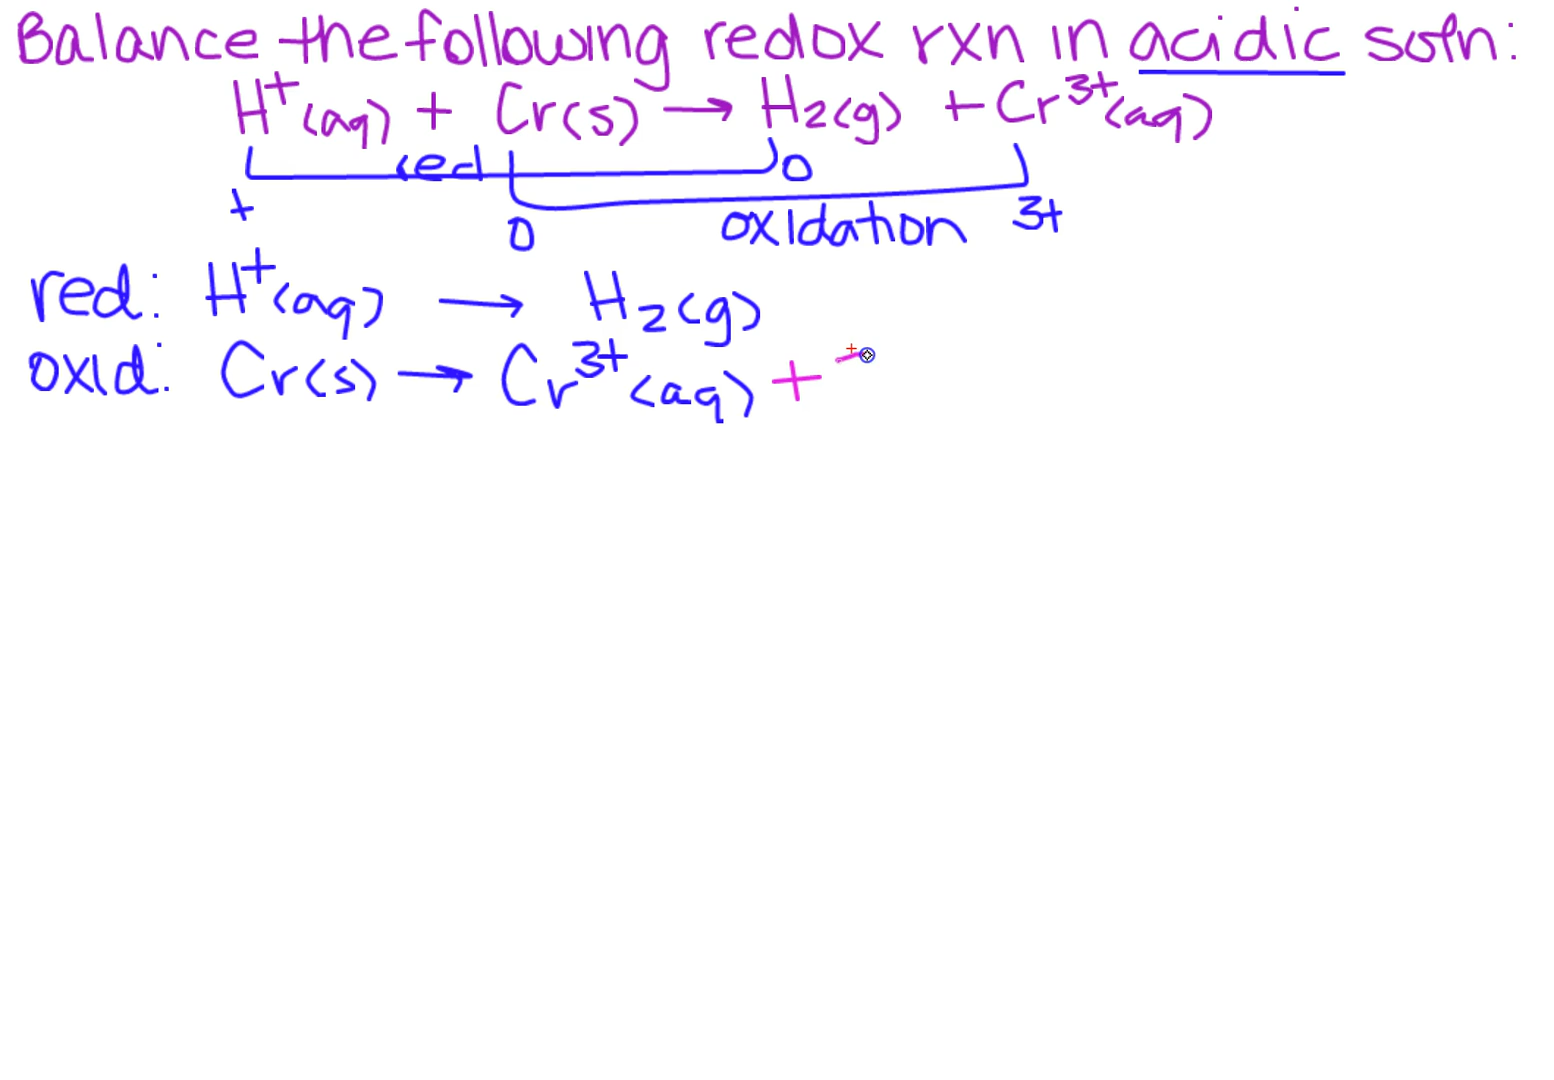 Balance the following redox rxn in acidic soln:
H⁺(aq) + Cr(s) → H₂(g) + Cr³⁺(aq)
red 0
+ 0 oxidation 3+
red: H⁺(aq) → H₂(g)
oxid: Cr(s) → Cr³⁺(aq) +